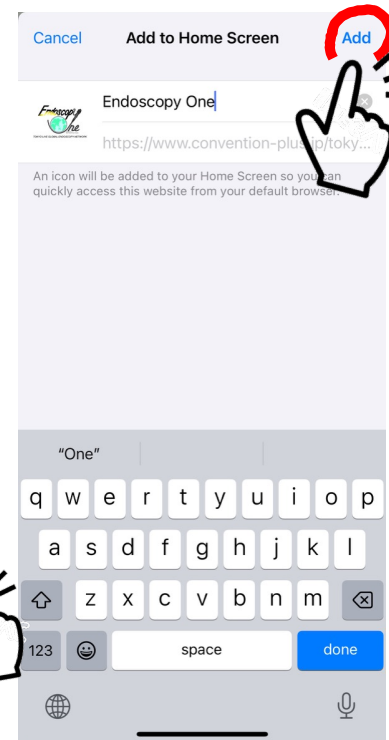 Cancel
Add to Home Screen
Add
Endoscopy
One
Endoscopy One
https://www.convention-plus.jp/toky...
An icon will be added to your Home Screen so you can
quickly access this website from your default browser.
“One”
q w e r t y u i o p
a s d f g h j k l
z x c v b n m
123
space
done